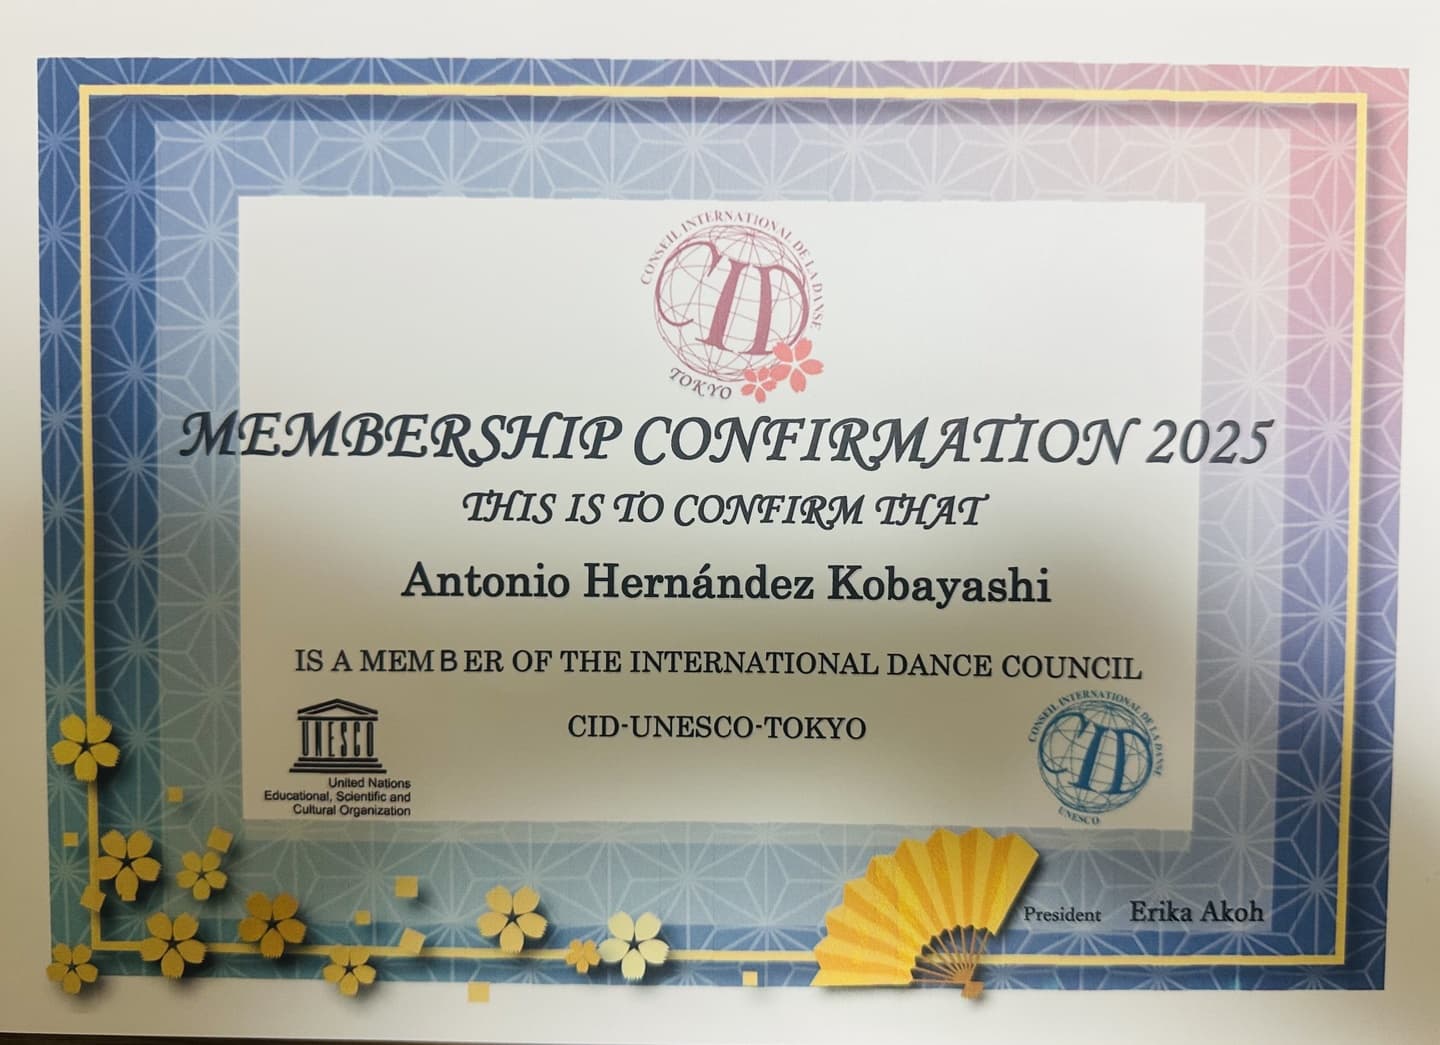 CONSEIL INTERNATIONAL DE LA DANSE
CID
TOKYO
MEMBERSHIP CONFIRMATION 2025
THIS IS TO CONFIRM THAT
Antonio Hernández Kobayashi
IS A MEMBER OF THE INTERNATIONAL DANCE COUNCIL
CID-UNESCO-TOKYO
UNESCO
United Nations
Educational, Scientific and
Cultural Organization
CONSEIL INTERNATIONAL DE LA DANSE
CID
UNESCO
President Erika Akoh